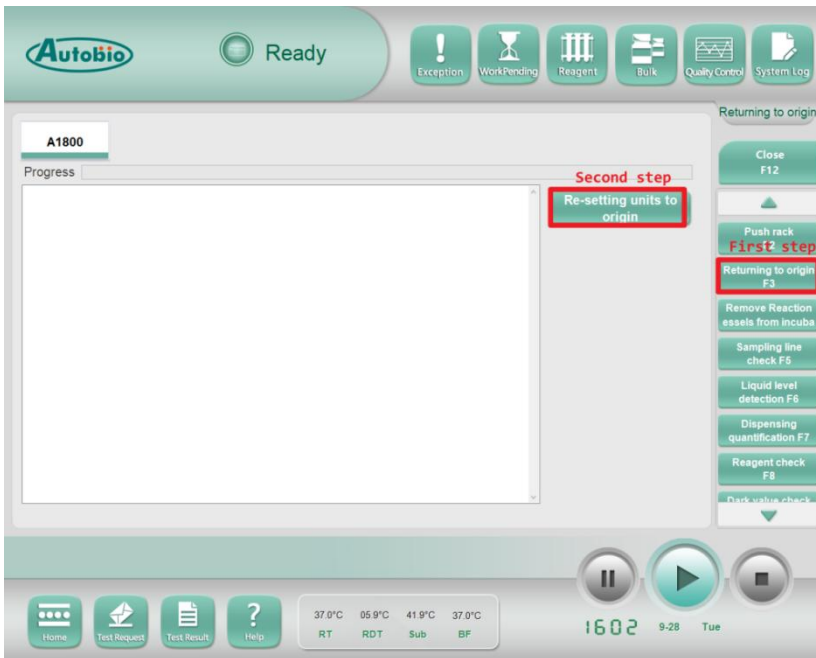 Autobio
Ready
Exception
WorkPending
Reagent
Bulk
Quality Control
System Log
Returning to origin
A1800
Progress
Second step
Re-setting units to
origin
Close
F12
Push rack
First step
Returning to origin
F3
Remove Reaction
essels from incuba
Sampling line
check F5
Liquid level
detection F6
Dispensing
quantification F7
Reagent check
F8
Dark value check
Home
Test Request
Test Result
?
Help
37.0°C 05.9°C 41.9°C 37.0°C
RT RDT Sub BF
1602 9-28 Tue